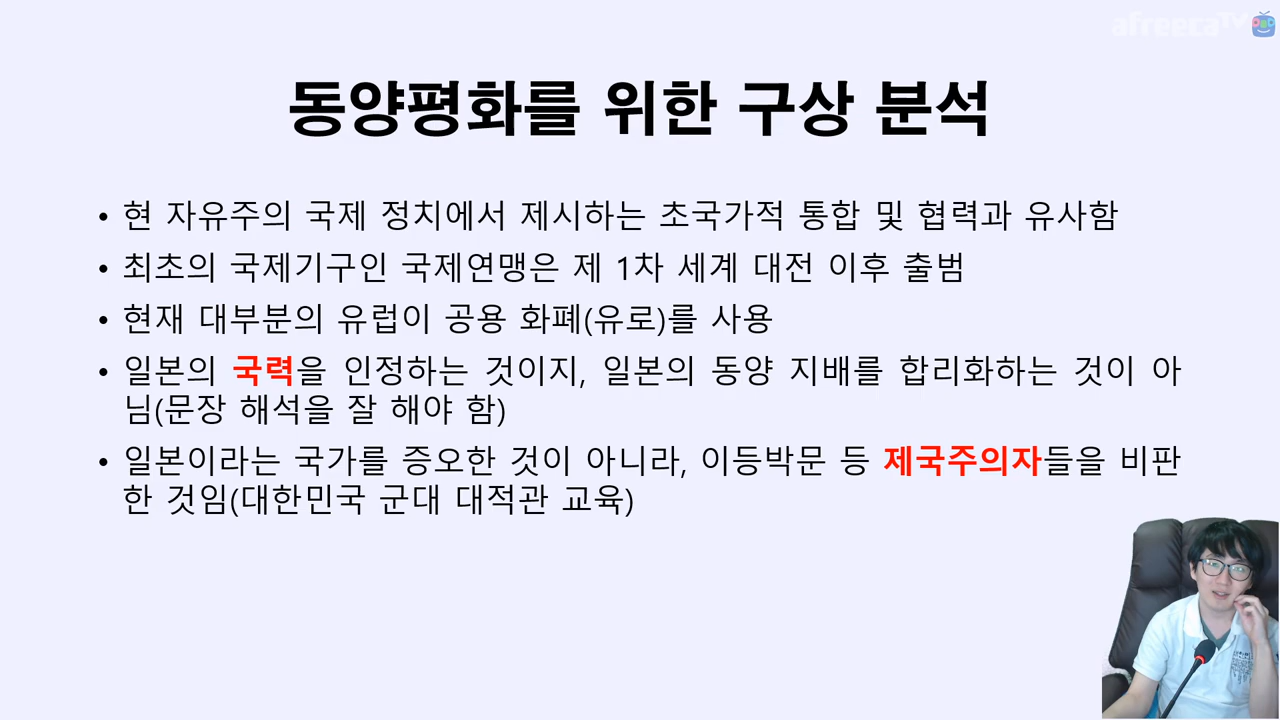 afreecaTV
동양평화를 위한 구상 분석
• 현 자유주의 국제 정치에서 제시하는 초국가적 통합 및 협력과 유사함
• 최초의 국제기구인 국제연맹은 제 1차 세계 대전 이후 출범
• 현재 대부분의 유럽이 공용 화폐(유로)를 사용
• 일본의 국력을 인정하는 것이지, 일본의 동양 지배를 합리화하는 것이 아
님(문장 해석을 잘 해야 함)
• 일본이라는 국가를 증오한 것이 아니라, 이등박문 등 제국주의자들을 비판
한 것임(대한민국 군대 대적관 교육)